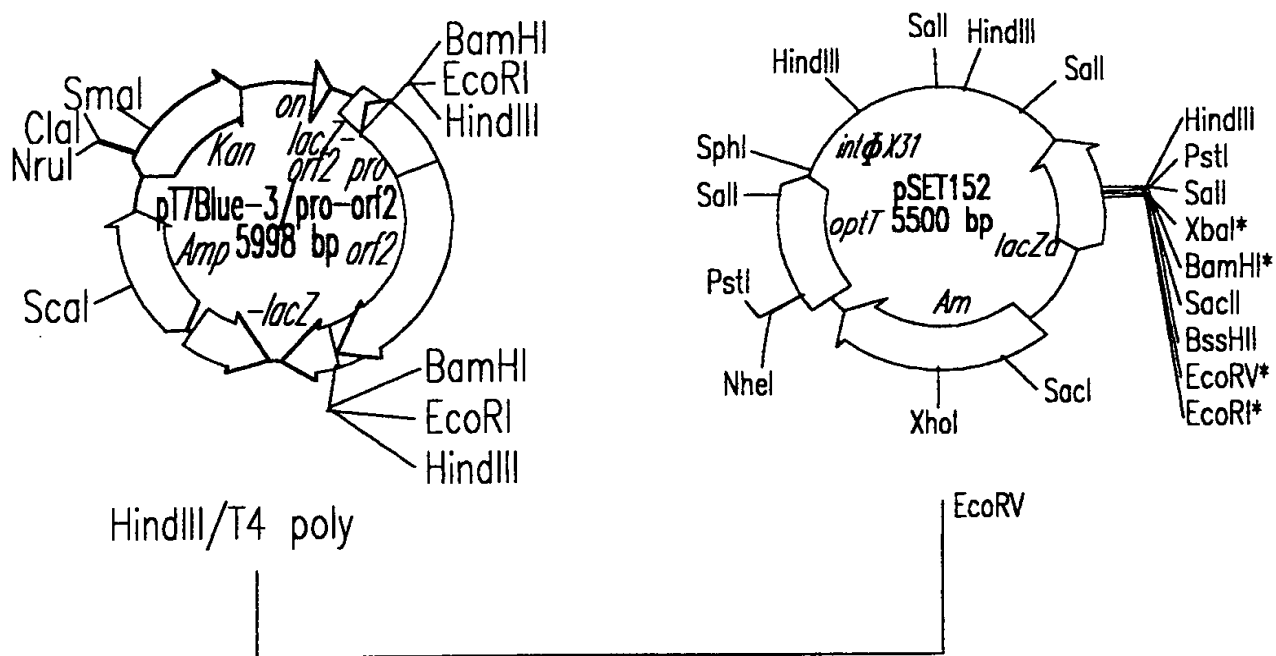 BamHI
EcoRI
HindIII
SmaI
ClaI
NruI
Kan
on
lacZ-
orf2 pro
pT7Blue-3/pro-orf2
5998 bp
Amp
orf2
ScaI
-lacZ
BamHI
EcoRI
HindIII
HindIII/T4 poly
SalI
HindIII
HindIII
SalI
SphI
SalI
intΦX31
pSET152
5500 bp
optT
lacZa
HindIII
PstI
SalI
XbaI*
BamHI*
SacII
BssHII
EcoRV*
EcoRI*
PstI
NheI
Am
XhoI
SacI
EcoRV